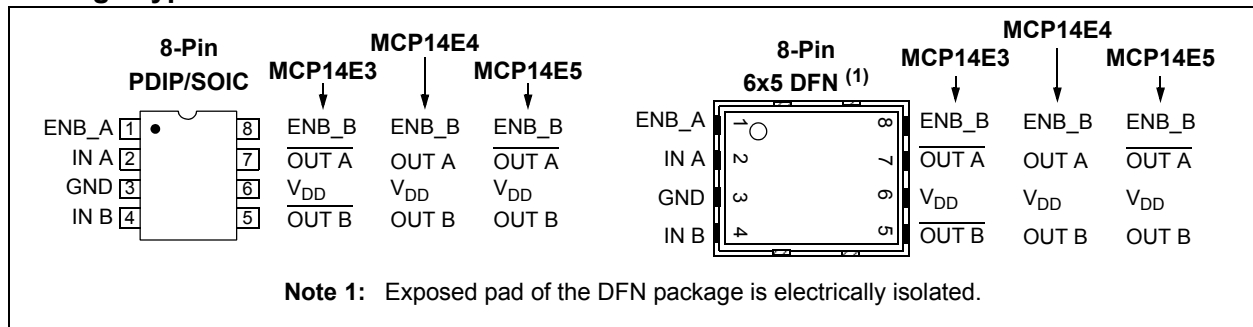 8-Pin
PDIP/SOIC
MCP14E3
MCP14E4
MCP14E5
ENB_A 1 8 ENB_B ENB_B ENB_B
IN A 2 7 OUT A OUT A OUT A
GND 3 6 VDD VDD VDD
IN B 4 5 OUT B OUT B OUT B
8-Pin
6x5 DFN (1)
MCP14E3
MCP14E4
MCP14E5
ENB_A 1 8 ENB_B ENB_B ENB_B
IN A 2 7 OUT A OUT A OUT A
GND 3 6 VDD VDD VDD
IN B 4 5 OUT B OUT B OUT B
Note 1: Exposed pad of the DFN package is electrically isolated.